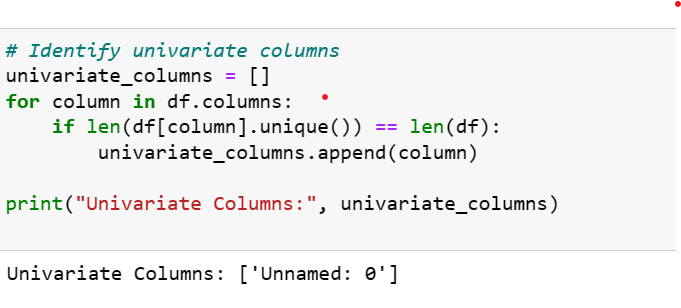 # Identify univariate columns
univariate_columns = []
for column in df.columns:
    if len(df[column].unique()) == len(df):
        univariate_columns.append(column)
print("Univariate Columns:", univariate_columns)
Univariate Columns: ['Unnamed: 0']